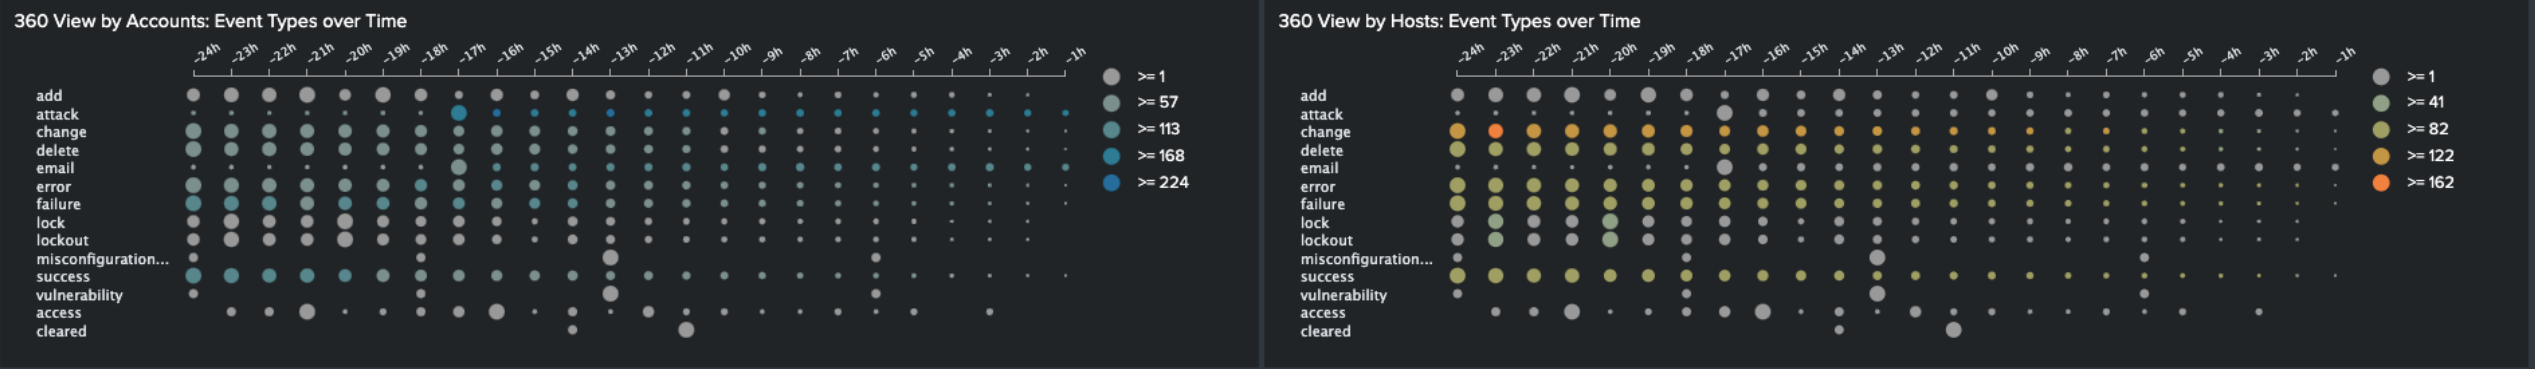 360 View by Accounts: Event Types over Time
-24h -23h -22h -21h -20h -19h -18h -17h -16h -15h -14h -13h -12h -11h -10h -9h -8h -7h -6h -5h -4h -3h -2h -1h
add
attack
change
delete
email
error
failure
lock
lockout
misconfiguration...
success
vulnerability
access
cleared
>= 1
>= 57
>= 113
>= 168
>= 224
360 View by Hosts: Event Types over Time
-24h -23h -22h -21h -20h -19h -18h -17h -16h -15h -14h -13h -12h -11h -10h -9h -8h -7h -6h -5h -4h -3h -2h -1h
add
attack
change
delete
email
error
failure
lock
lockout
misconfiguration...
success
vulnerability
access
cleared
>= 1
>= 41
>= 82
>= 122
>= 162